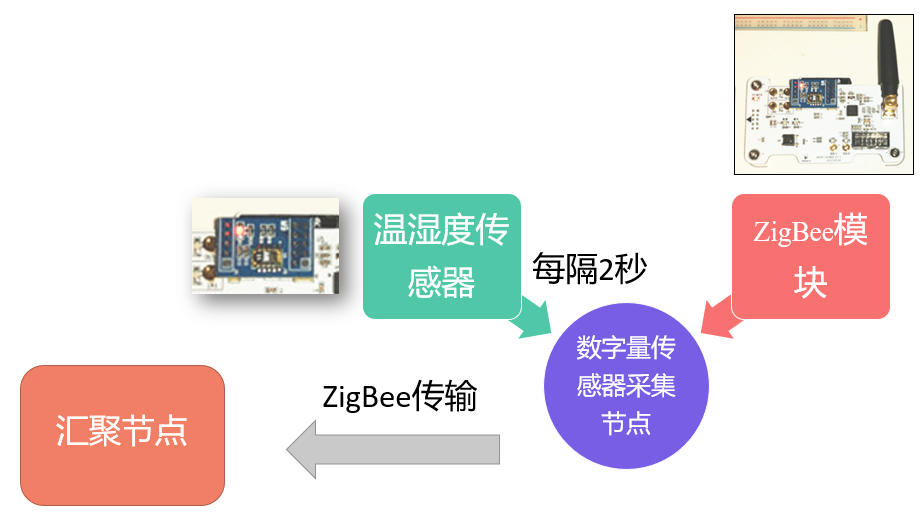 温湿度传
感器
每隔2秒
ZigBee模
块
数字量传
感器采集
节点
ZigBee传输
汇聚节点